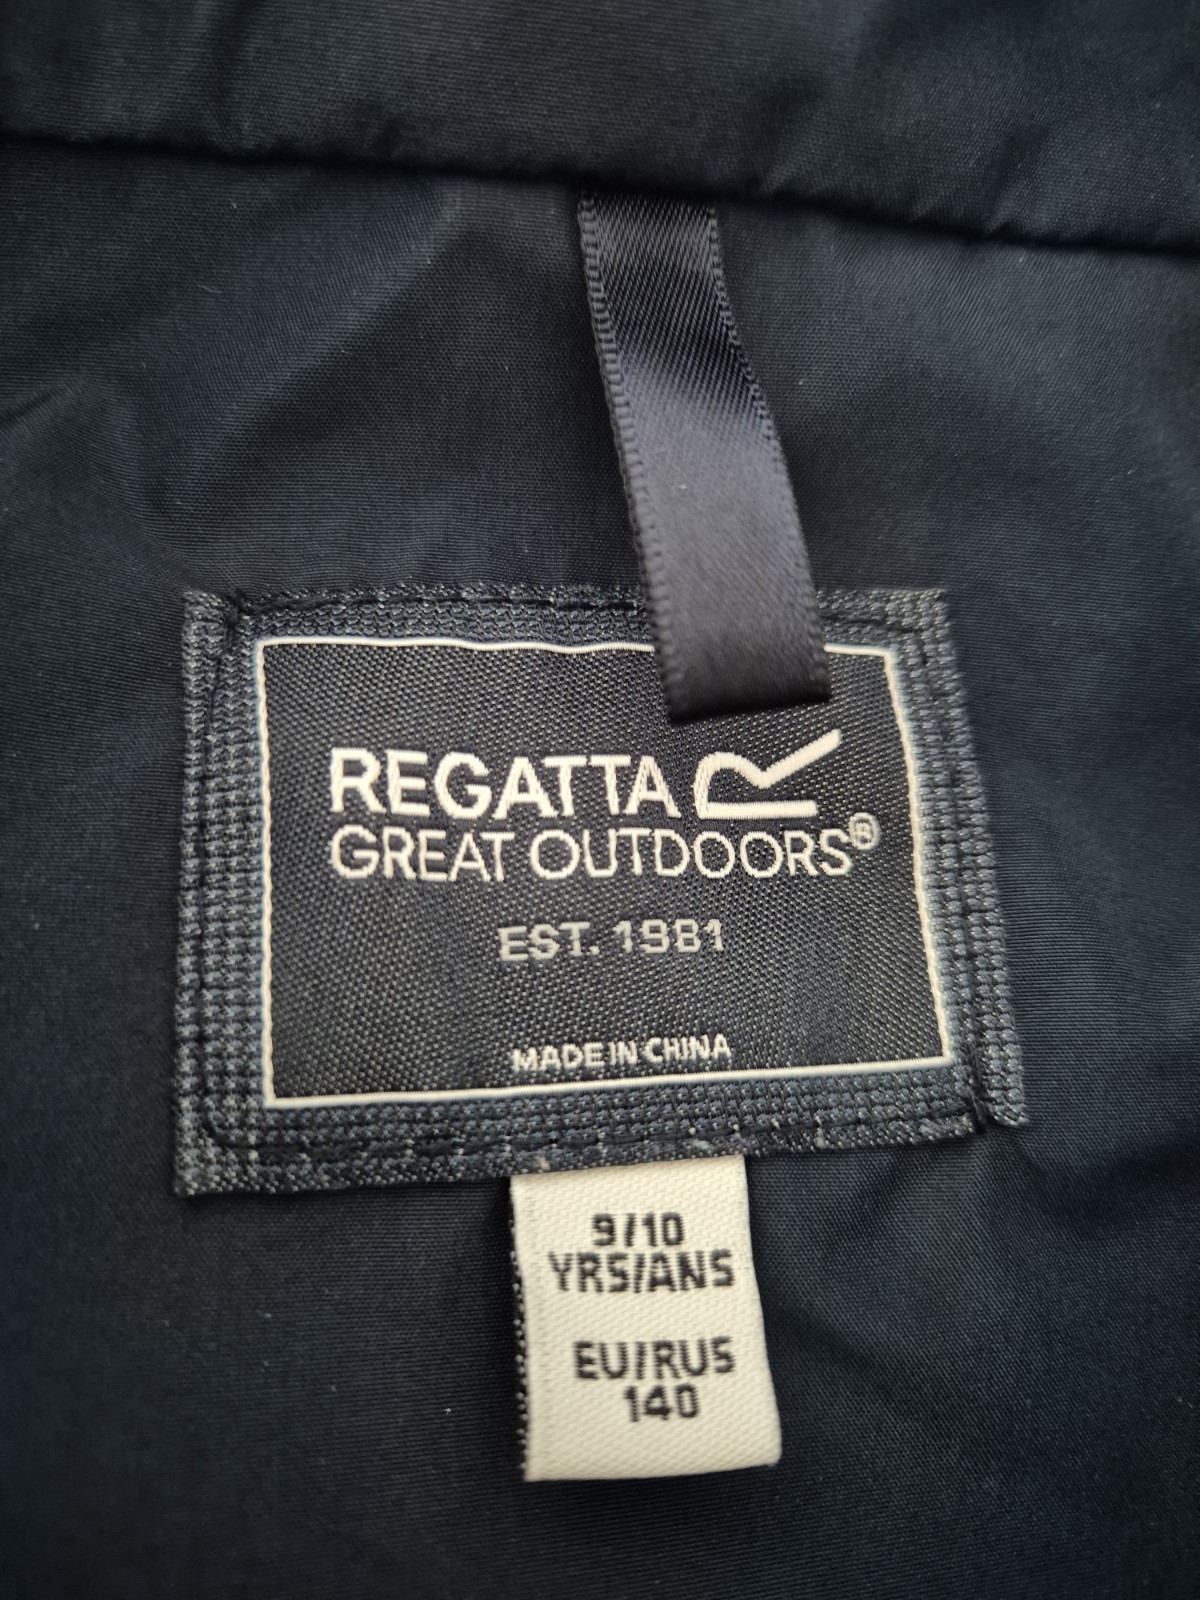 REGATTA
GREAT OUTDOORS®
EST. 1981
MADE IN CHINA
9/10
YRS/ANS
EU/RUS
140